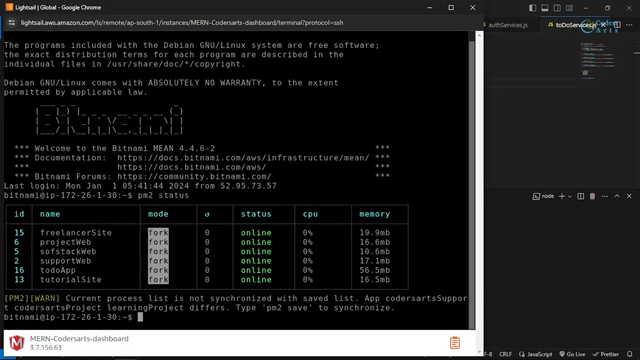 Lightsail | Global - Google Chrome
lightsail.aws.amazon.com/ls/remote/ap-south-1/instances/MERN-Codersarts-dashboard/terminal?protocol=ssh
authServices.js
toDoServices.js
Coders Arts
The programs included with the Debian GNU/Linux system are free software;
the exact distribution terms for each program are described in the
individual files in /usr/share/doc/*/copyright.
Debian GNU/Linux comes with ABSOLUTELY NO WARRANTY, to the extent
permitted by applicable law.
Bitnami
*** Welcome to the Bitnami MEAN 4.4.6-2 ***
*** Documentation: https://docs.bitnami.com/aws/infrastructure/mean/ ***
*** https://docs.bitnami.com/aws/ ***
*** Bitnami Forums: https://community.bitnami.com/ ***
Last login: Mon Jan 1 05:41:44 2024 from 52.95.73.57
bitnami@ip-172-26-1-30:~$ pm2 status
id name mode ↺ status cpu memory
15 freelancerSite fork 0 online 0% 19.9mb
6 projectWeb fork 0 online 0% 16.6mb
5 sofstackWeb fork 0 online 0% 10.6mb
2 supportWeb fork 0 online 0% 17.1mb
16 todoApp fork 0 online 0% 56.5mb
13 tutorialSite fork 0 online 0% 16.5mb
[PM2][WARN] Current process list is not synchronized with saved list. App codersartsSuppor
t codersartsProject learningProject differs. Type 'pm2 save' to synchronize.
bitnami@ip-172-26-1-30:~$
node
MERN-Codersarts-dashboard
3.7.156.63
UTF-8
CRLF
JavaScript
Prettier